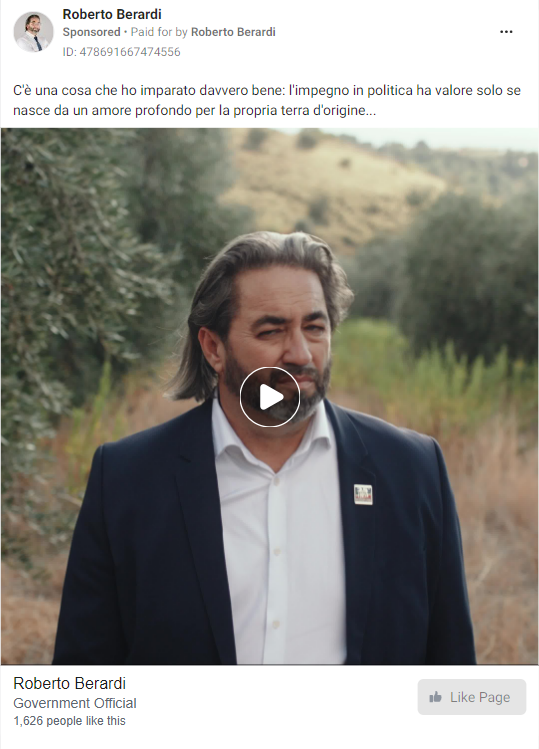 Roberto Berardi
Sponsored • Paid for by Roberto Berardi
ID: 478691667474556
C'è una cosa che ho imparato davvero bene: l'impegno in politica ha valore solo se
nasce da un amore profondo per la propria terra d'origine...
Roberto Berardi
Government Official
1,626 people like this
Like Page